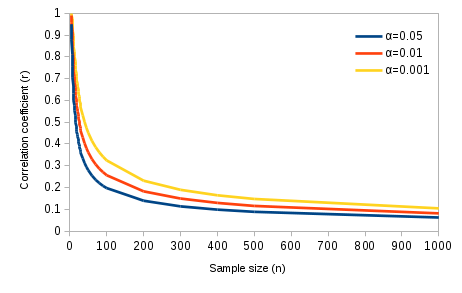 1
0.9
0.8
0.7
0.6
0.5
0.4
0.3
0.2
0.1
0
Correlation coefficient (r)
α=0.05
α=0.01
α=0.001
0 100 200 300 400 500 600 700 800 900 1000
Sample size (n)